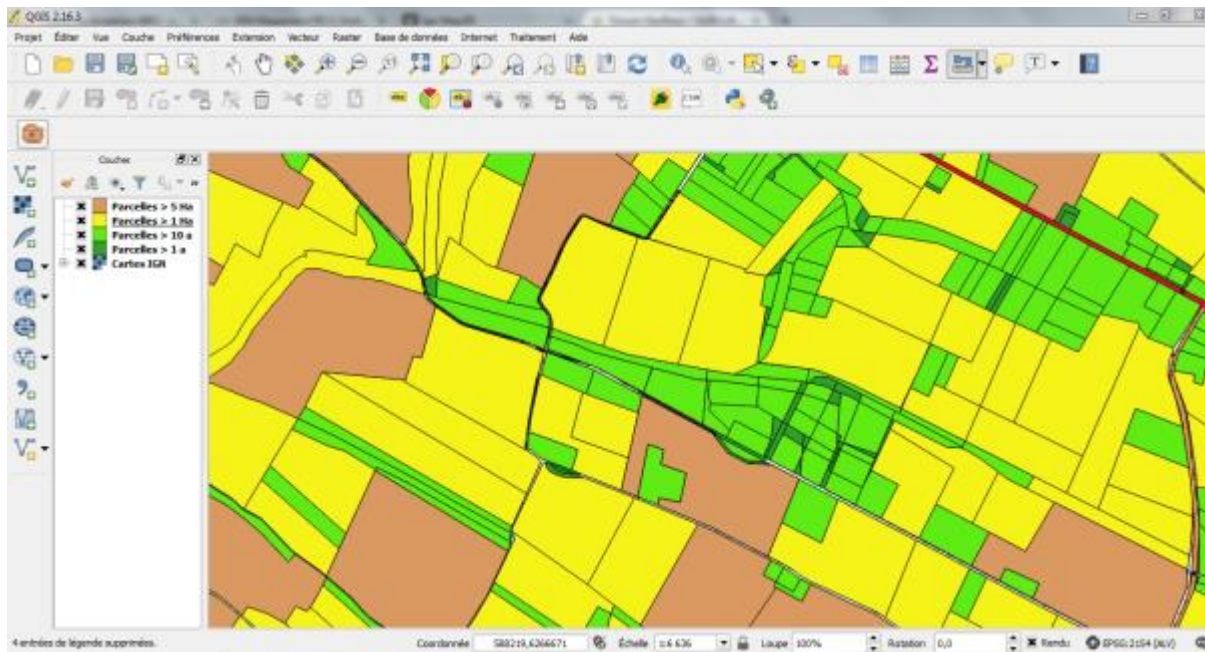 QGIS 2.16.3
Projet Éditer Vue Couche Préférences Extension Vecteur Raster Base de données Internet Traitement Aide
Couches
Parcelles > 5 Ha
Parcelles > 1 Ha
Parcelles > 10 a
Parcelles > 1 a
Cartes IGN
4 entrées de légende supprimées.
Coordonnée 588219,6266671 Échelle 1:6 636 Loupe 100% Rotation 0,0 Rendu EPSG:2154 (ALV)